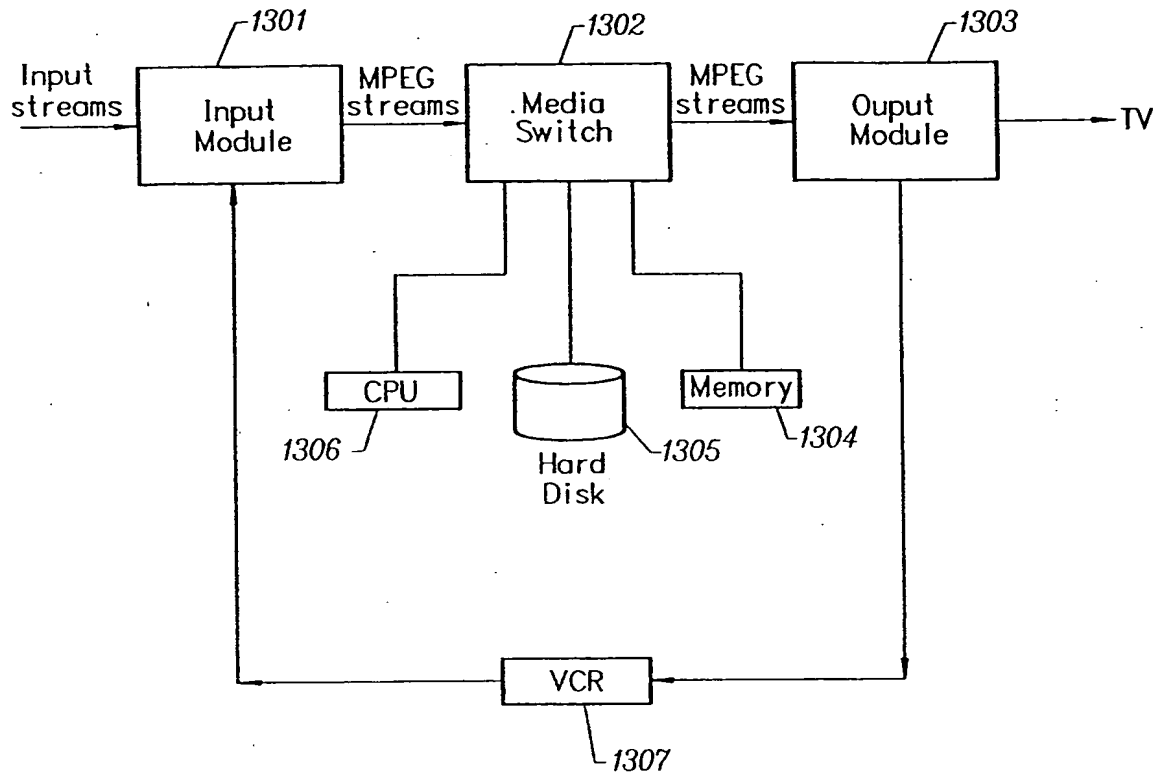 1301
1302
1303
Input
streams
Input
Module
MPEG
streams
Media
Switch
MPEG
streams
Ouput
Module
TV
CPU
1306
Hard
Disk
1305
Memory
1304
VCR
1307